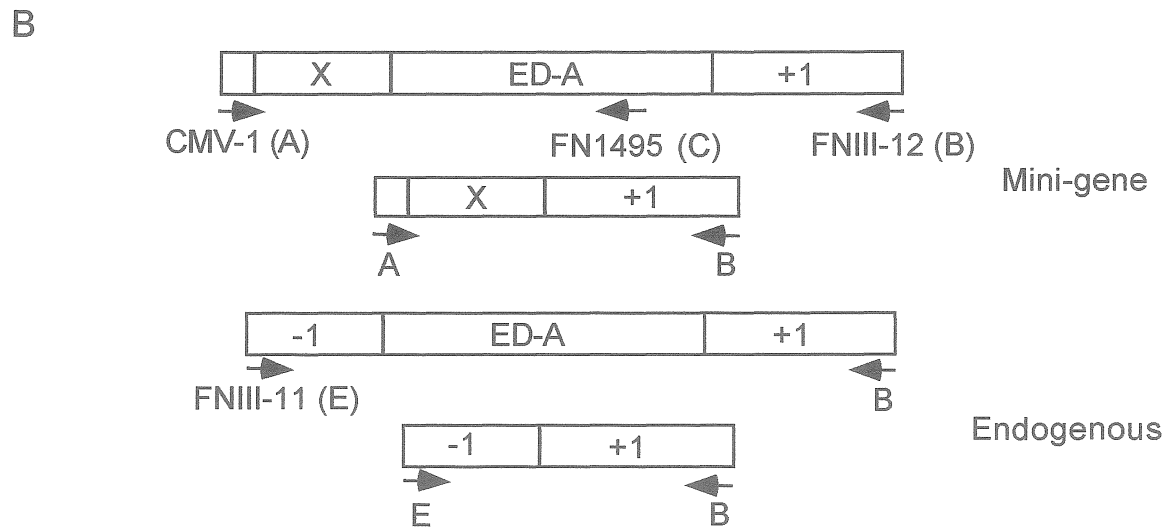 B
X ED-A +1
CMV-1 (A) FN1495 (C) FNIII-12 (B)
Mini-gene
X +1
A B
-1 ED-A +1
FNIII-11 (E) B
Endogenous
-1 +1
E B